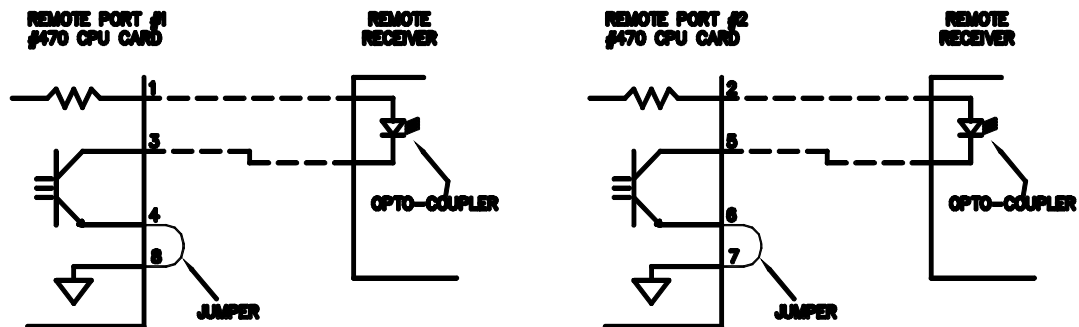 REMOTE PORT #1
#470 CPU CARD
REMOTE
RECEIVER
1
3
4
8
OPTO-COUPLER
JUMPER
REMOTE PORT #2
#470 CPU CARD
REMOTE
RECEIVER
2
5
6
7
OPTO-COUPLER
JUMPER